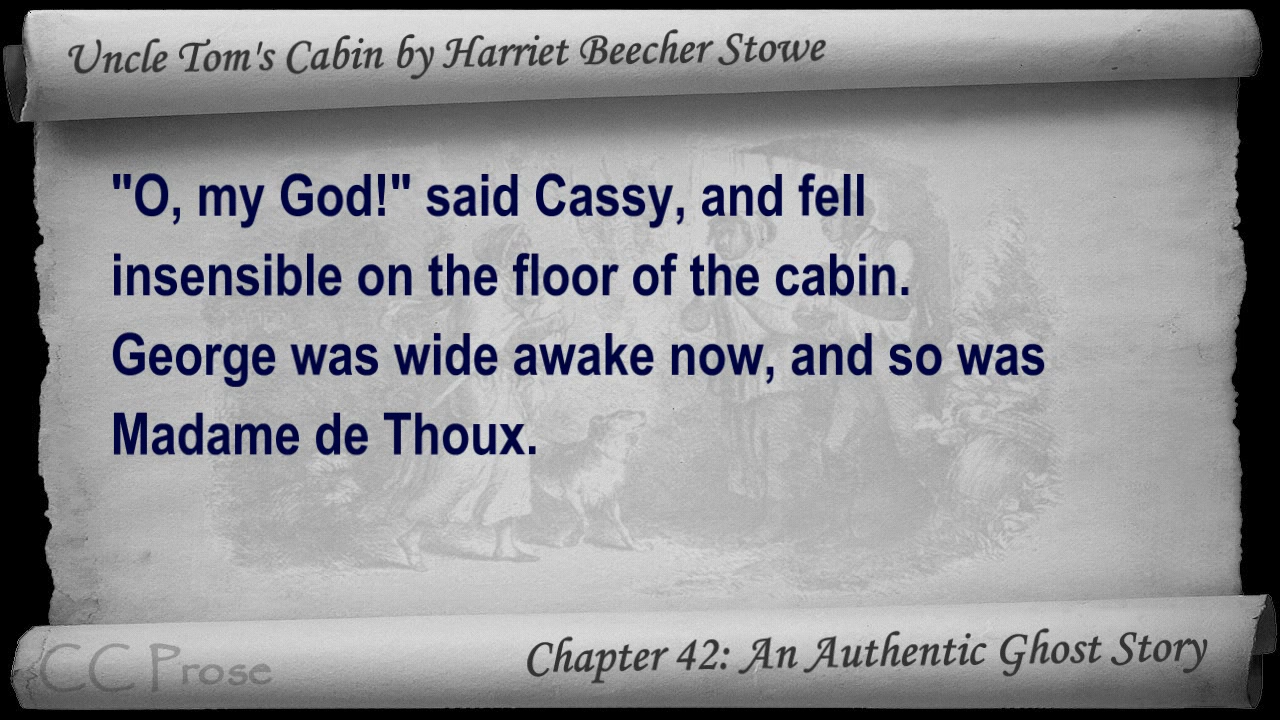 Uncle Tom's Cabin by Harriet Beecher Stowe
"O, my God!" said Cassy, and fell
insensible on the floor of the cabin.
George was wide awake now, and so was
Madame de Thoux.
CC Prose
Chapter 42: An Authentic Ghost Story